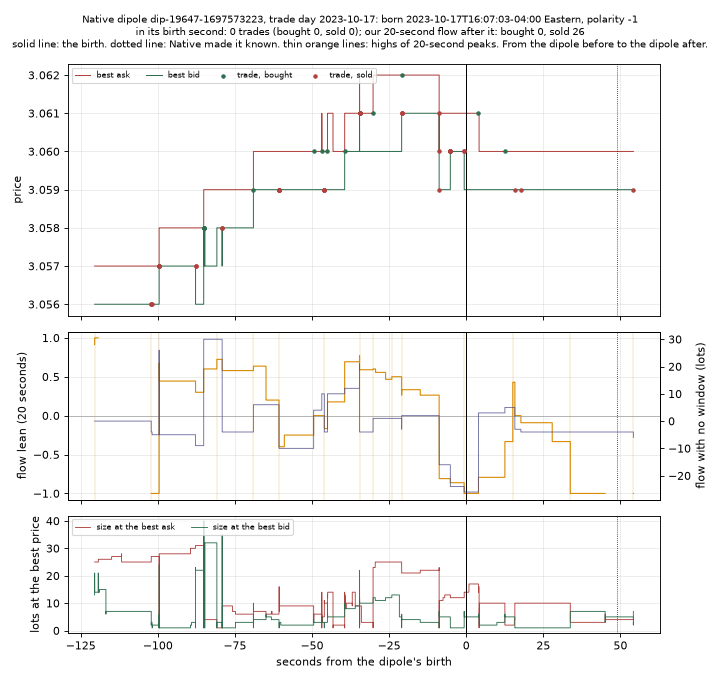 Native dipole dip-19647-1697573223, trade day 2023-10-17: born 2023-10-17T16:07:03-04:00 Eastern, polarity -1
in its birth second: 0 trades (bought 0, sold 0); our 20-second flow after it: bought 0, sold 26
solid line: the birth. dotted line: Native made it known. thin orange lines: highs of 20-second peaks. From the dipole before to the dipole after.
best ask best bid trade, bought trade, sold
3.062
3.061
3.060
3.059
3.058
3.057
3.056
price
1.0
0.5
0.0
−0.5
−1.0
flow lean (20 seconds)
30
20
10
0
−10
−20
flow with no window (lots)
size at the best ask size at the best bid
40
30
20
10
0
lots at the best price
−125 −100 −75 −50 −25 0 25 50
seconds from the dipole's birth